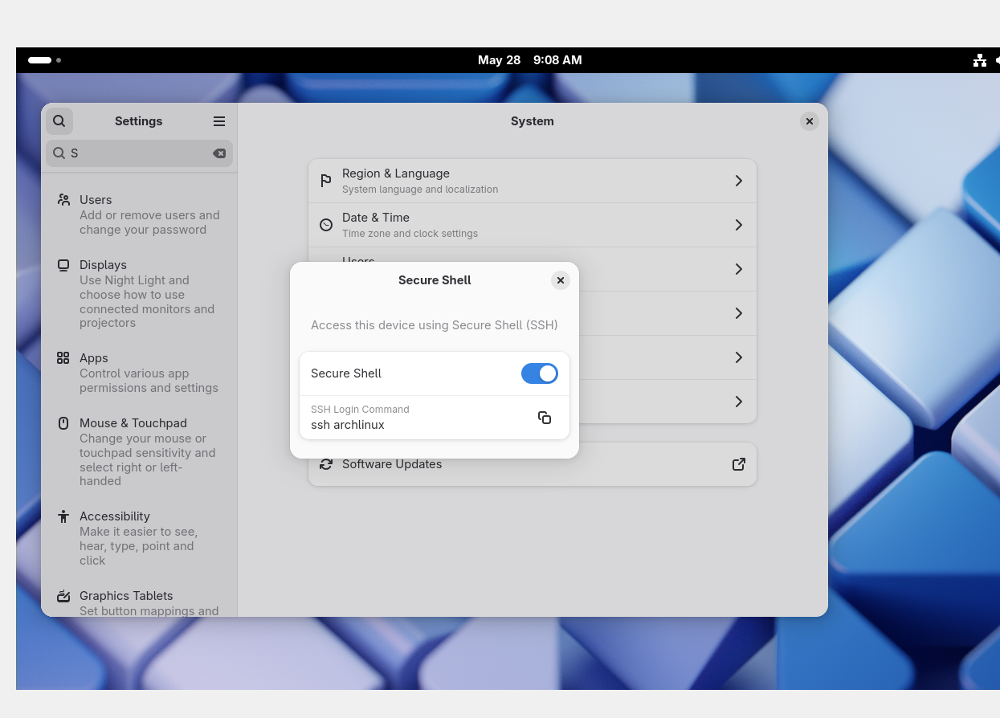 May 28 9:08 AM
Settings
System
S
Users
Add or remove users and
change your password
Displays
Use Night Light and
choose how to use
connected monitors and
projectors
Apps
Control various app
permissions and settings
Mouse & Touchpad
Change your mouse or
touchpad sensitivity and
select right or left-
handed
Accessibility
Make it easier to see,
hear, type, point and
click
Graphics Tablets
Set button mappings and
Region & Language
System language and localization
Date & Time
Time zone and clock settings
Users
Secure Shell
Access this device using Secure Shell (SSH)
Secure Shell
SSH Login Command
ssh archlinux
Software Updates